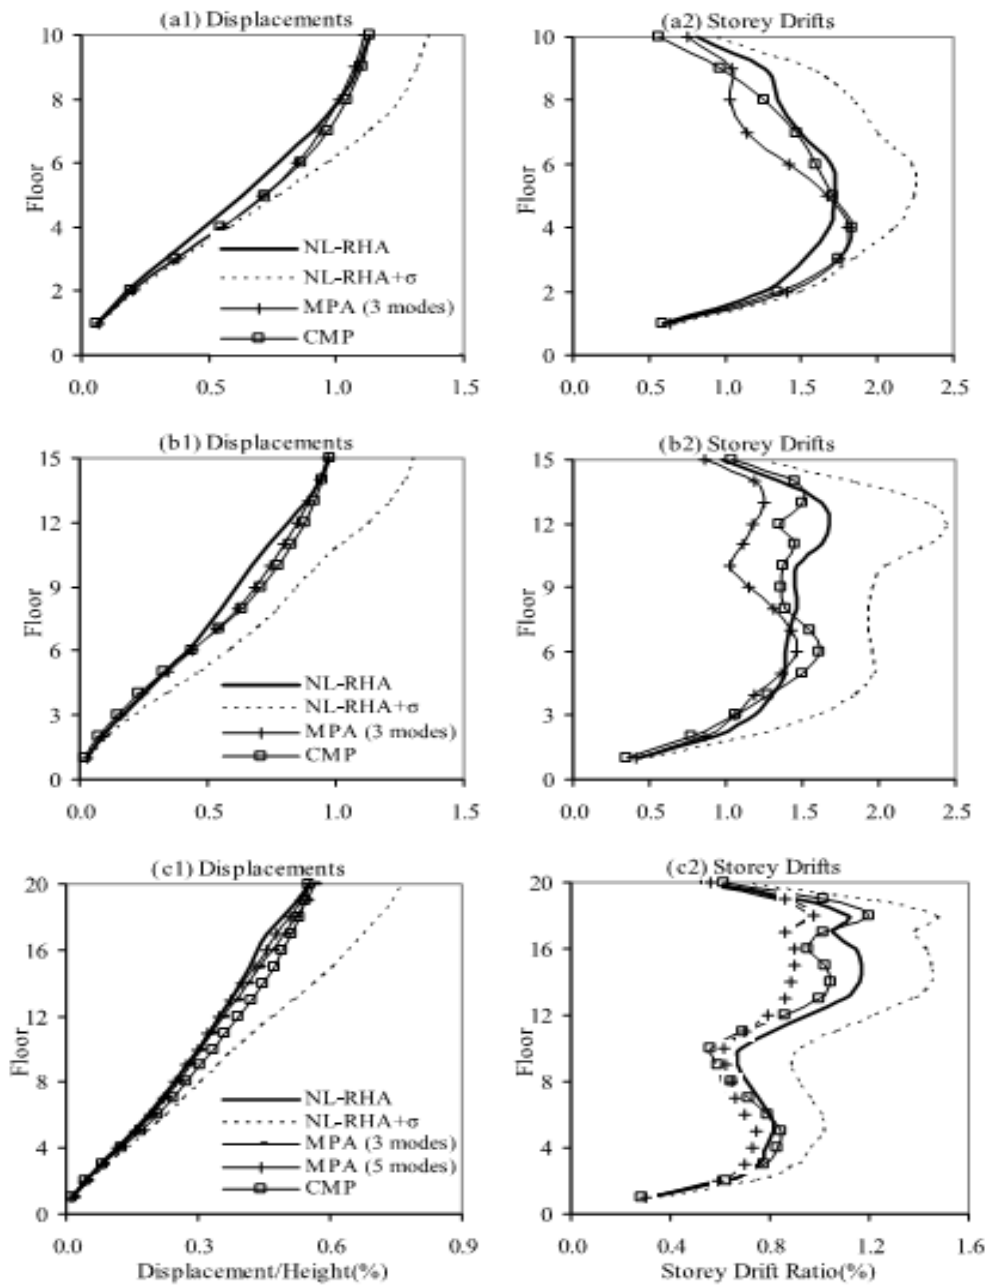 (a1) Displacements
10
8
6
4
2
0
Floor
NL-RHA
NL-RHA+σ
MPA (3 modes)
CMP
0.0 0.5 1.0 1.5
(a2) Storey Drifts
10
8
6
4
2
0
Floor
0.0 0.5 1.0 1.5 2.0 2.5
(b1) Displacements
15
12
9
6
3
0
Floor
NL-RHA
NL-RHA+σ
MPA (3 modes)
CMP
0.0 0.5 1.0 1.5
(b2) Storey Drifts
15
12
9
6
3
0
Floor
0.0 0.5 1.0 1.5 2.0 2.5
(c1) Displacements
20
16
12
8
4
0
Floor
NL-RHA
NL-RHA+σ
MPA (3 modes)
MPA (5 modes)
CMP
0.0 0.3 0.6 0.9
Displacement/Height(%)
(c2) Storey Drifts
20
16
12
8
4
0
Floor
0.0 0.4 0.8 1.2 1.6
Storey Drift Ratio(%)